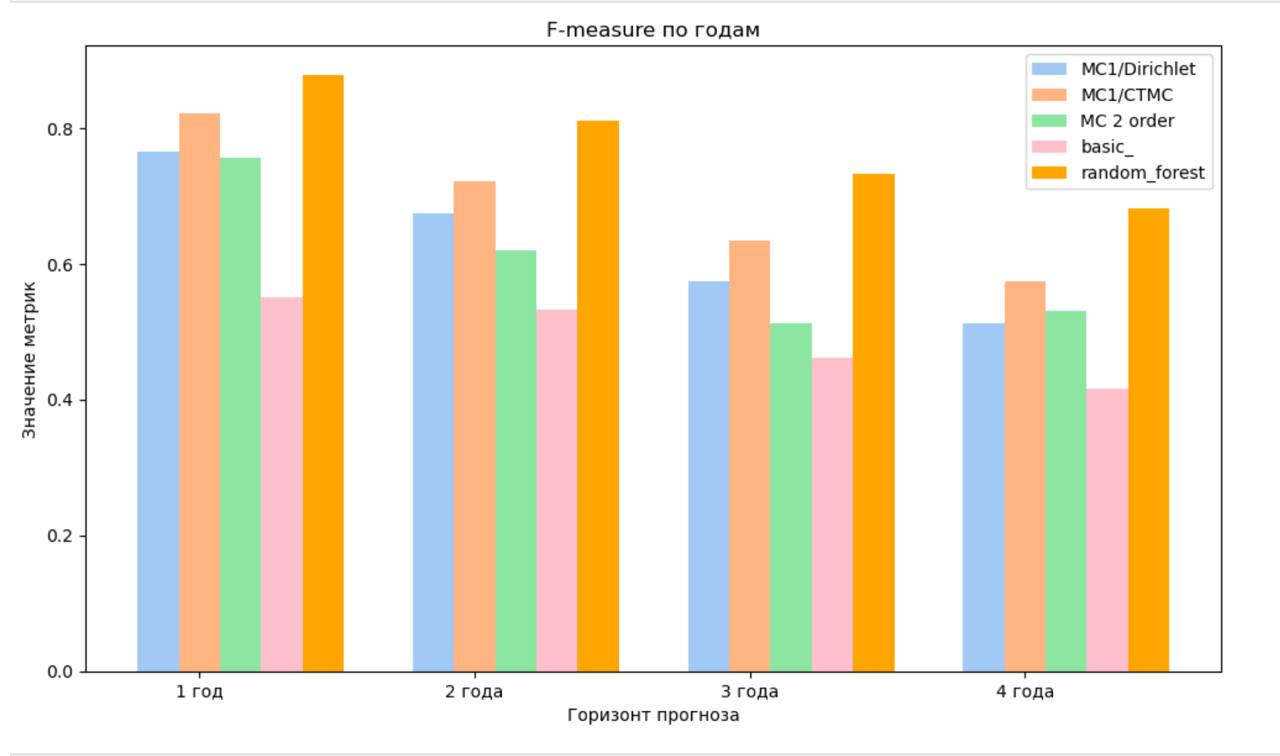 F-measure по годам
MC1/Dirichlet
MC1/CTMC
MC 2 order
basic_
random_forest
Значение метрик
0.8
0.6
0.4
0.2
0.0
1 год
2 года
3 года
4 года
Горизонт прогноза